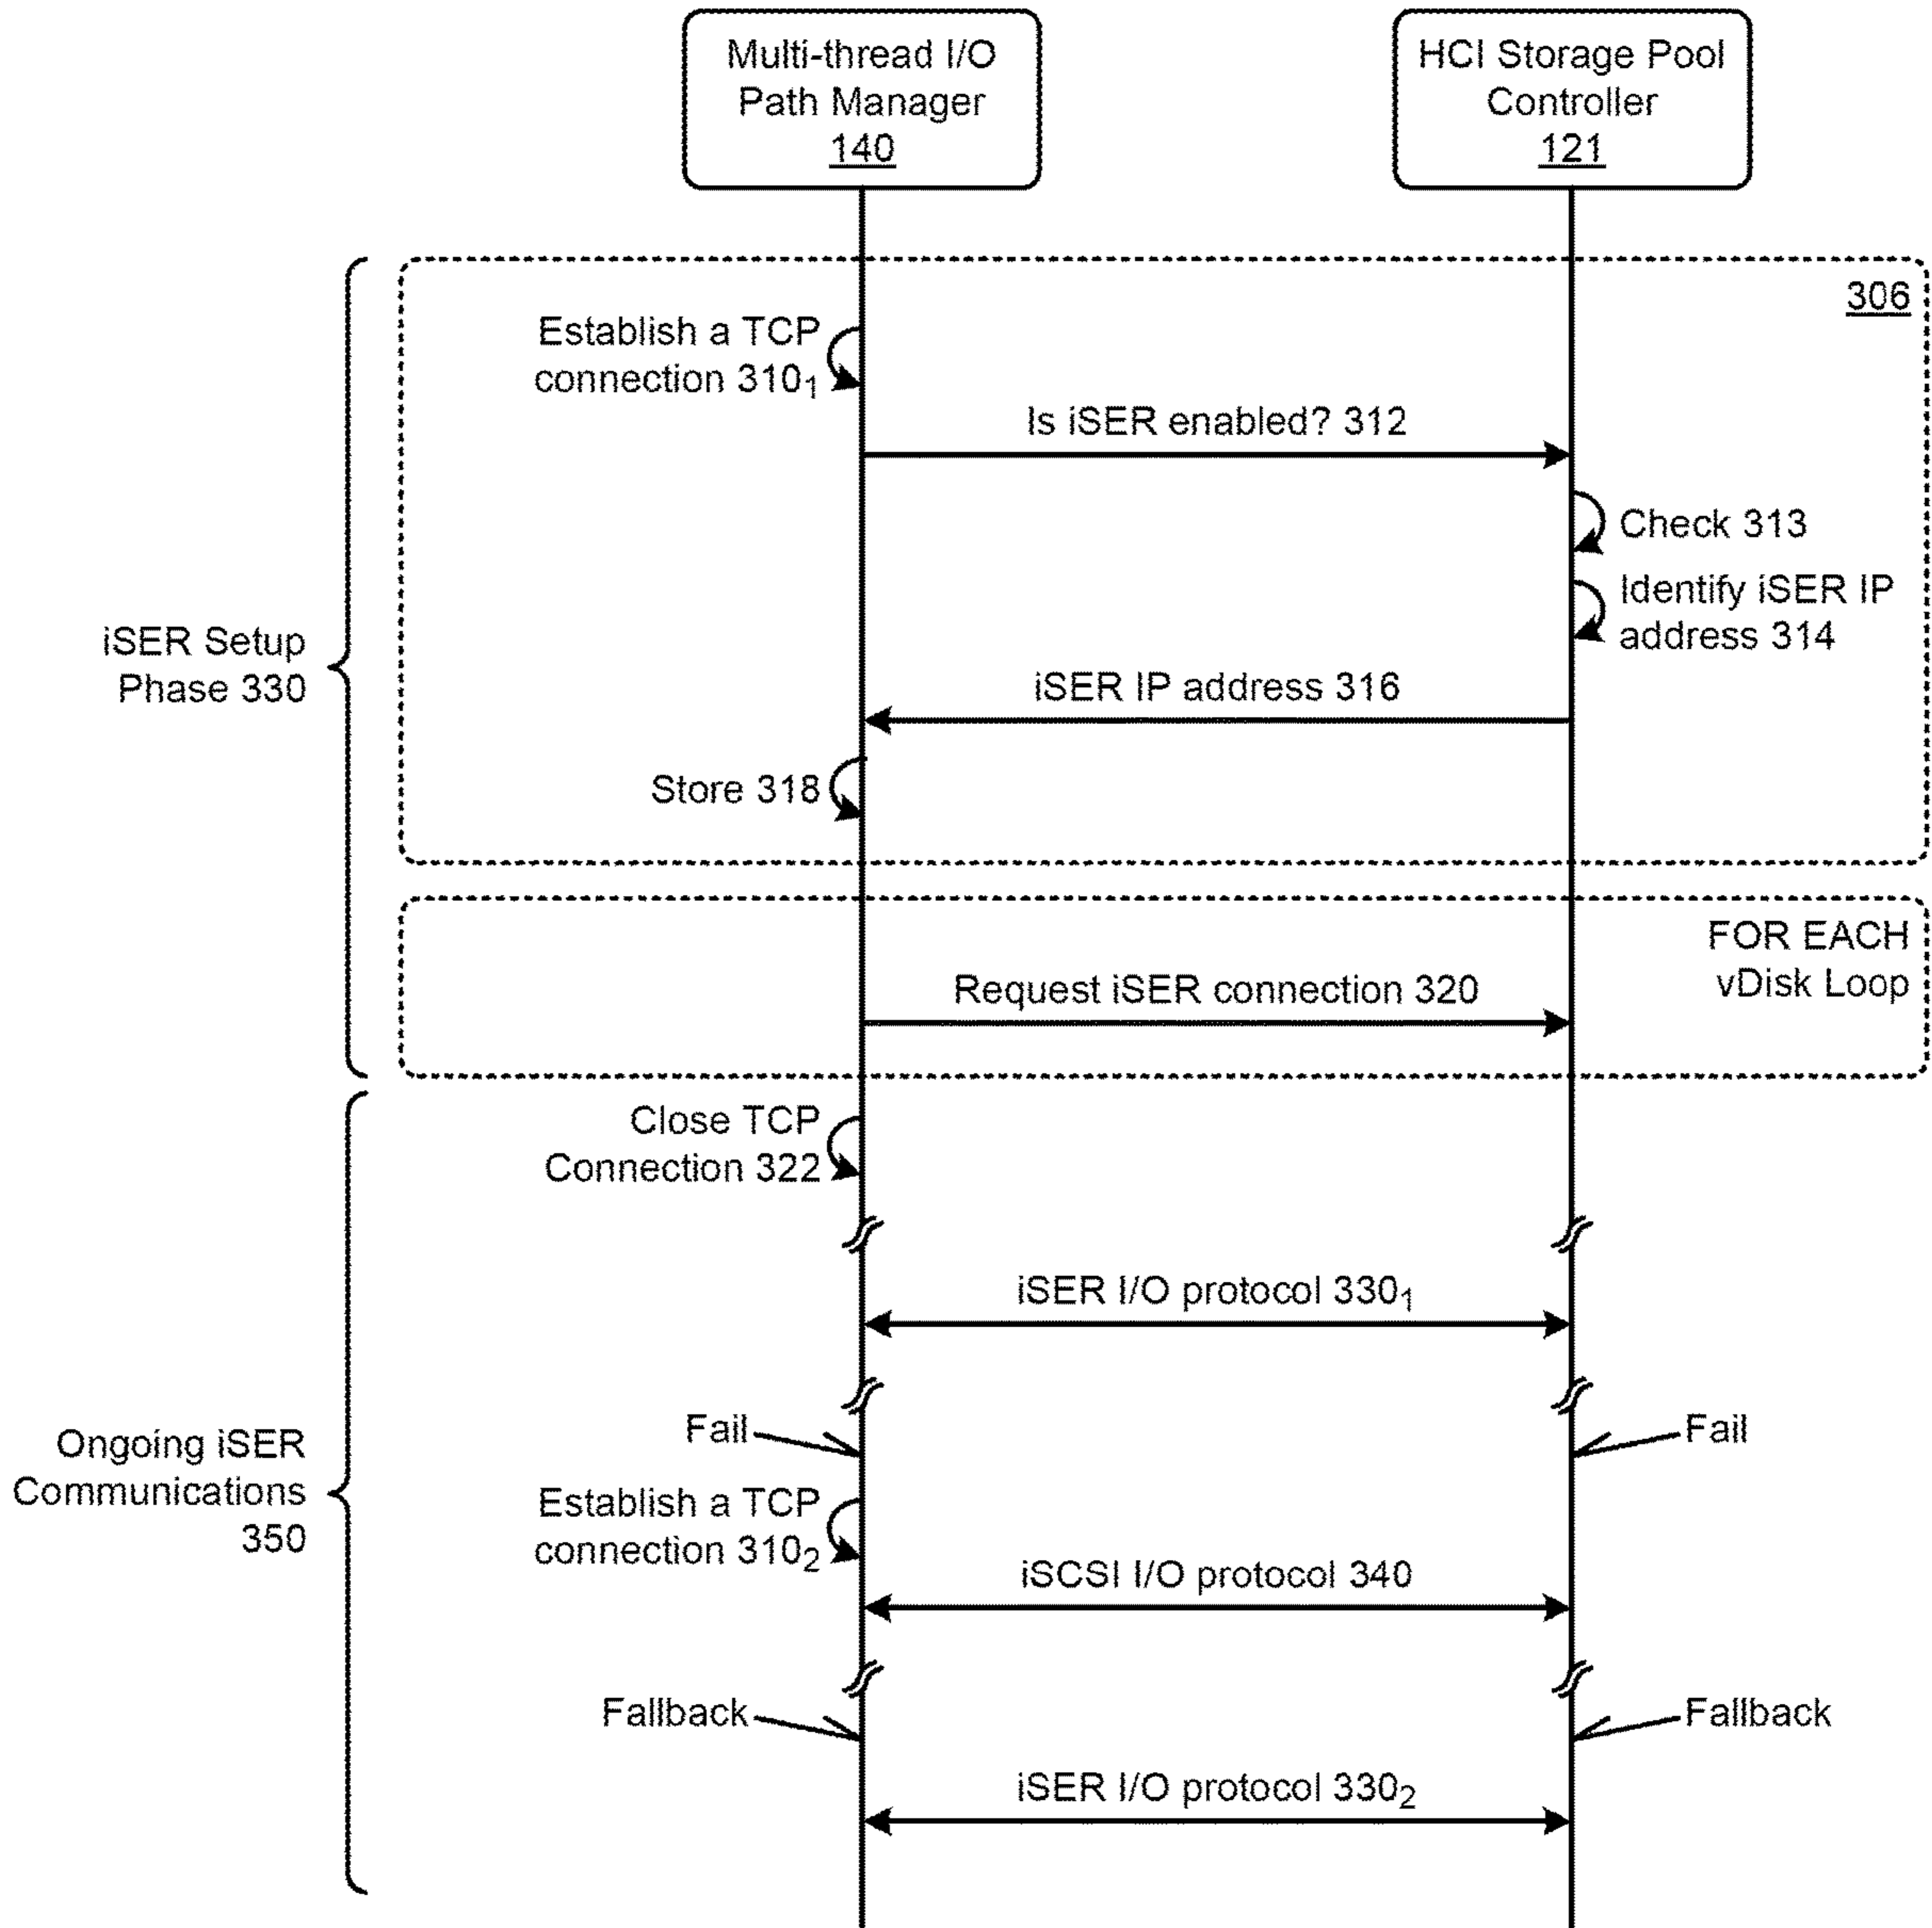 Multi-thread I/O
Path Manager
140
HCI Storage Pool
Controller
121
306
Establish a TCP
connection 310₁
Is iSER enabled? 312
Check 313
Identify iSER IP
address 314
iSER Setup
Phase 330
iSER IP address 316
Store 318
FOR EACH
vDisk Loop
Request iSER connection 320
Close TCP
Connection 322
iSER I/O protocol 330₁
Fail
Fail
Ongoing iSER
Communications
350
Establish a TCP
connection 310₂
iSCSI I/O protocol 340
Fallback
Fallback
iSER I/O protocol 330₂